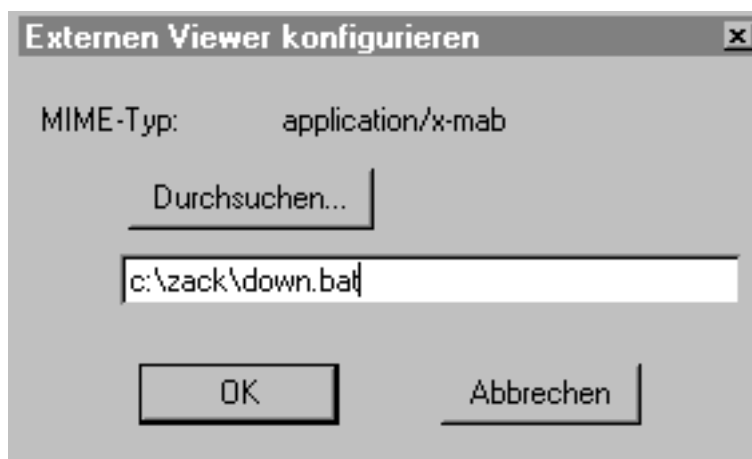 Externen Viewer konfigurieren
MIME-Typ: application/x-mab
Durchsuchen...
c:\zack\down.bat
OK Abbrechen